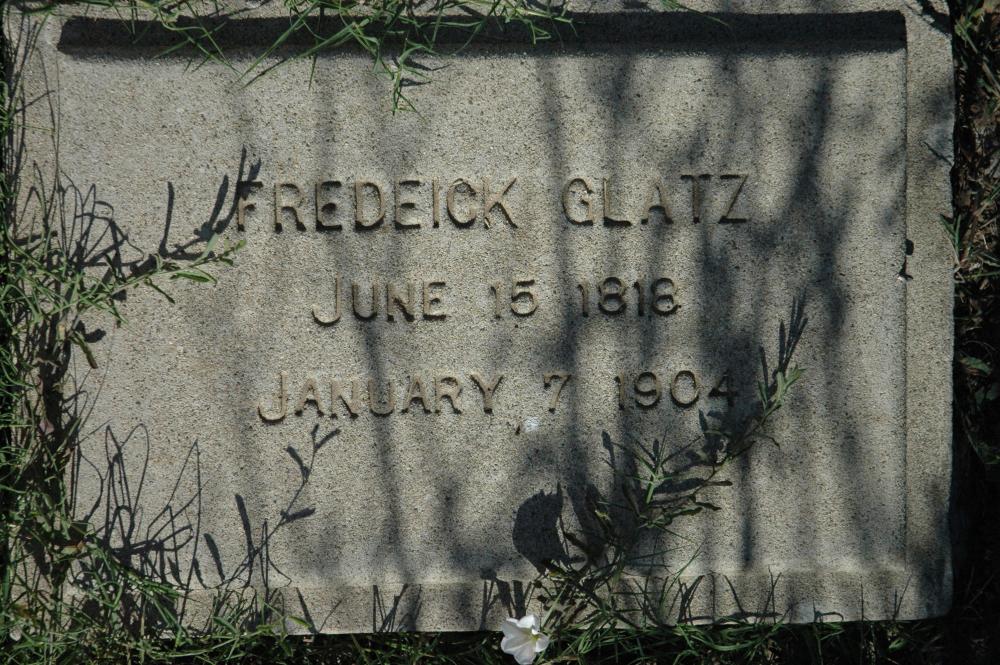 FREDEICK GLATZ
JUNE 15 1818
JANUARY 7 1904